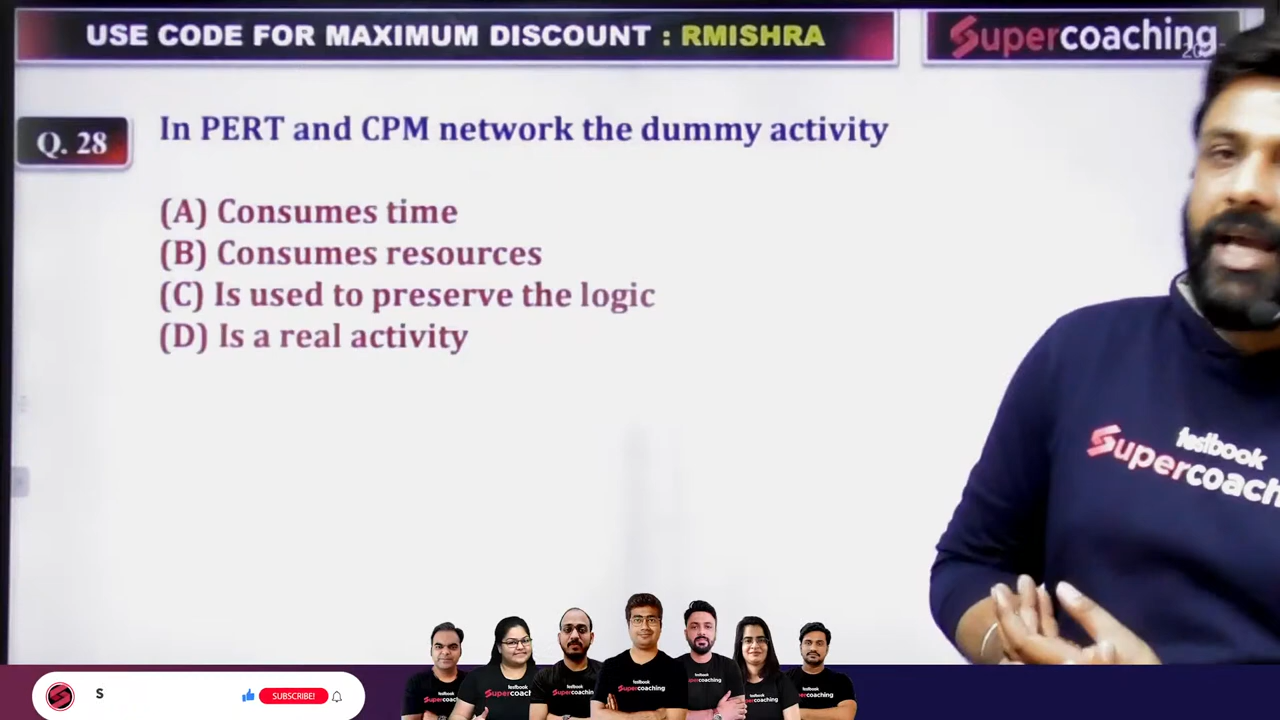 USE CODE FOR MAXIMUM DISCOUNT : RMISHRA
Supercoaching
Q. 28
In PERT and CPM network the dummy activity
(A) Consumes time
(B) Consumes resources
(C) Is used to preserve the logic
(D) Is a real activity
testbook
Supercoach
S
SUBSCRIBE!